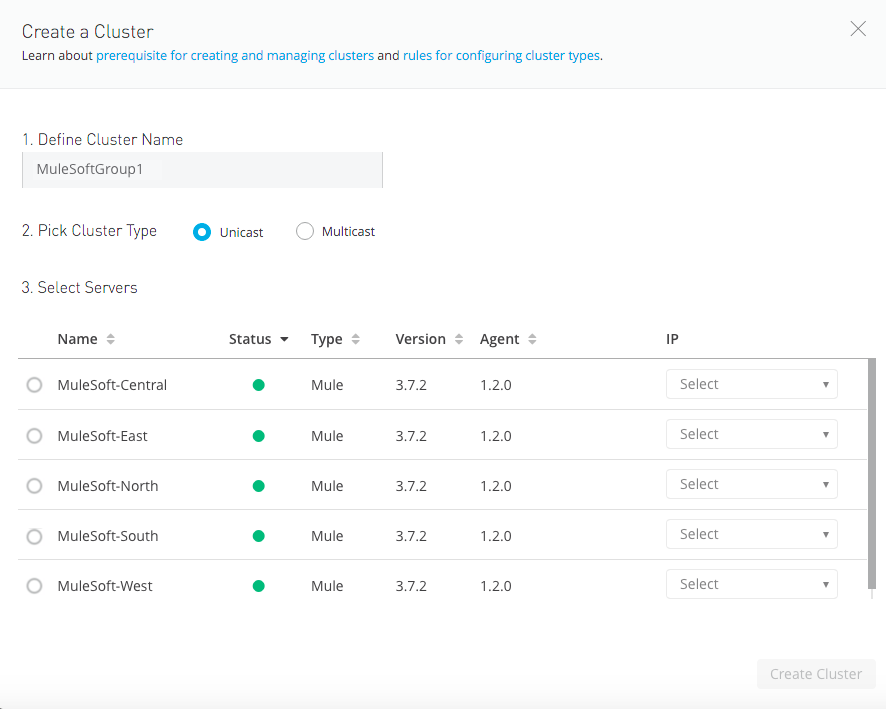 Create a Cluster
Learn about prerequisite for creating and managing clusters and rules for configuring cluster types.
1. Define Cluster Name
MuleSoftGroup1
2. Pick Cluster Type Unicast Multicast
3. Select Servers
Name Status Type Version Agent IP
MuleSoft-Central Mule 3.7.2 1.2.0 Select
MuleSoft-East Mule 3.7.2 1.2.0 Select
MuleSoft-North Mule 3.7.2 1.2.0 Select
MuleSoft-South Mule 3.7.2 1.2.0 Select
MuleSoft-West Mule 3.7.2 1.2.0 Select
Create Cluster